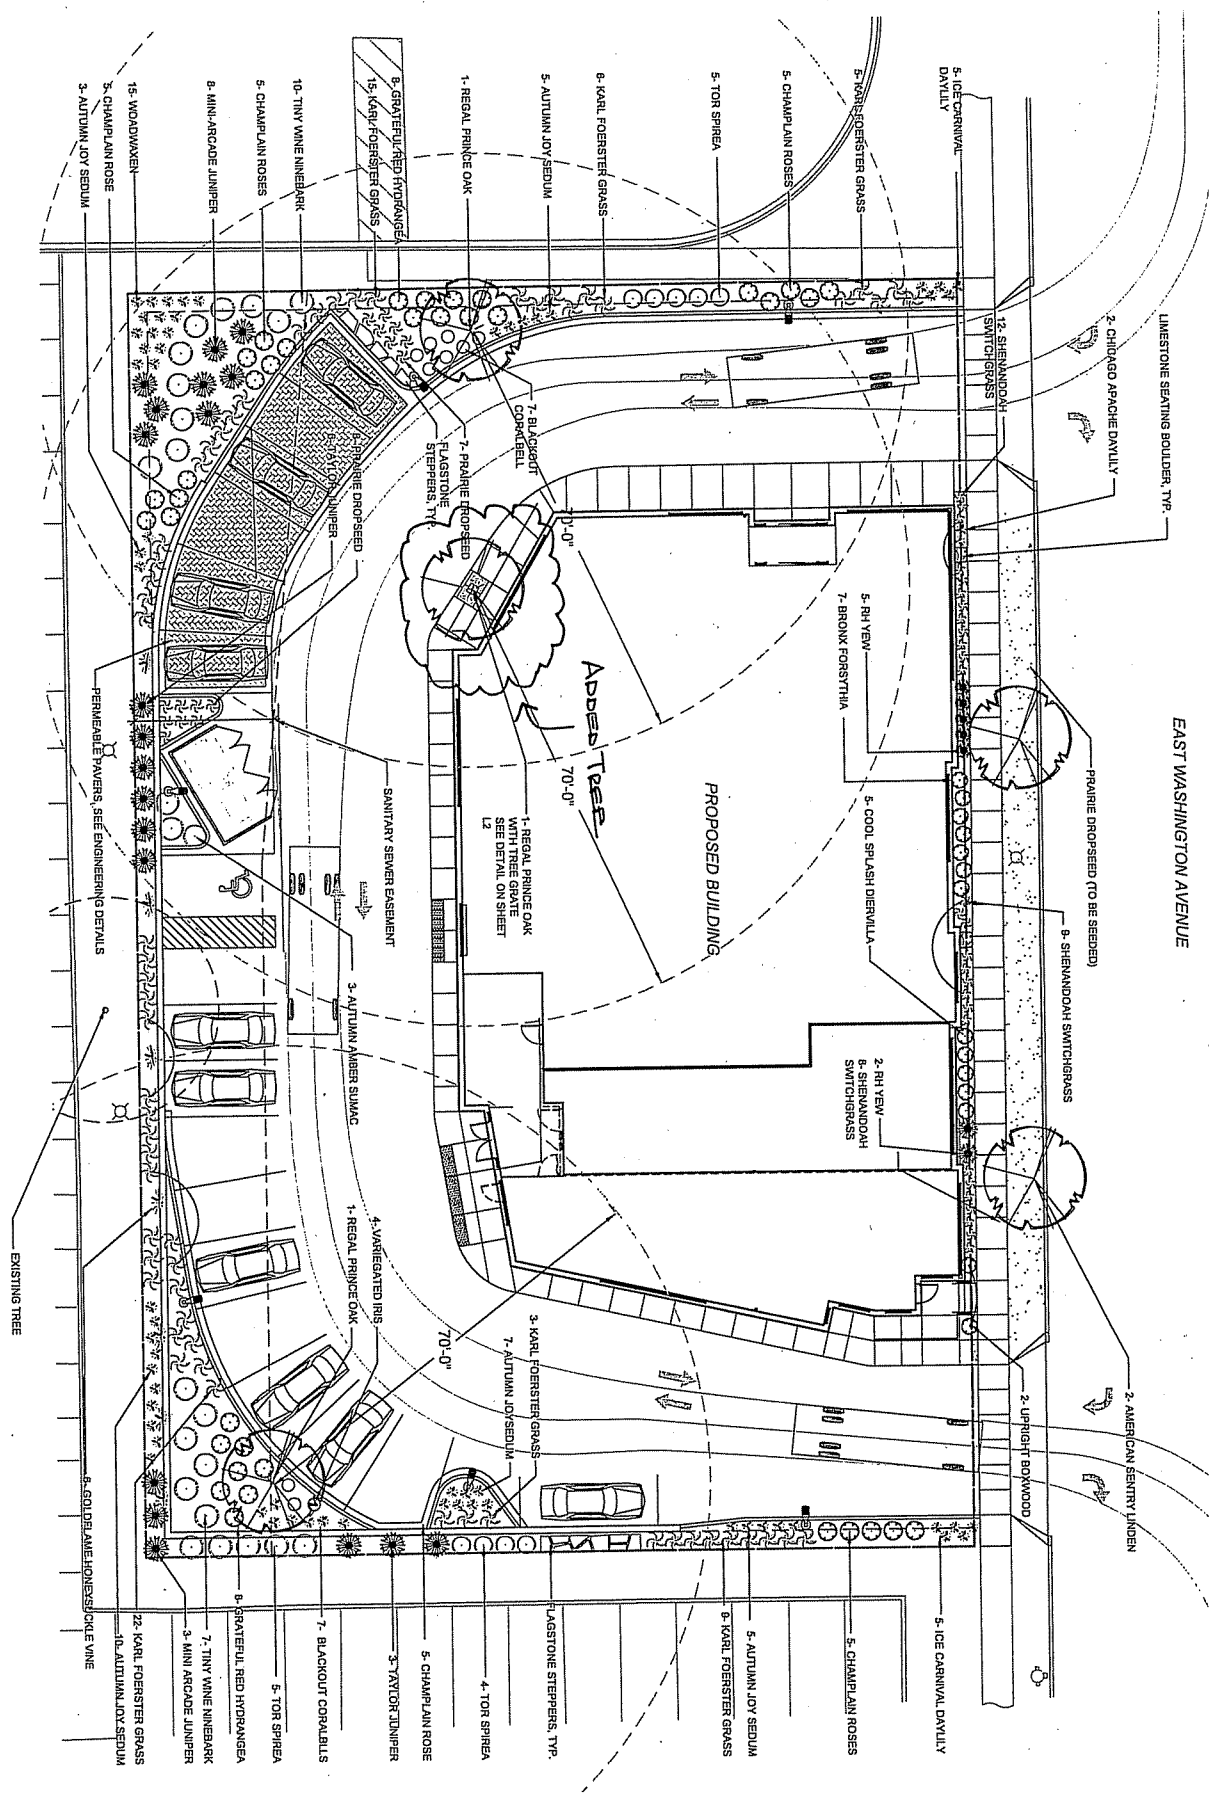 5- ICE CARNIVAL
DAYLILY
5- KARL FOERSTER GRASS
5- CHAMPLAIN ROSES
5- TOR SPIREA
6- KARL FOERSTER GRASS
5- AUTUMN JOY SEDUM
1- REGAL PRINCE OAK
8- GRATEFUL RED HYDRANGEA
15- KARL FOERSTER GRASS
10- TINY WINE NINEBARK
5- CHAMPLAIN ROSES
8- MINI-ARCADE JUNIPER
15- WOADWAXEN
5- CHAMPLAIN ROSE
3- AUTUMN JOY SEDUM
LIMESTONE SEATING BOULDER, TYP.
2- CHIDAGO APACHE DAYLILY
12- SHENANDOAH
SWITCHGRASS
7- BLACKOUT
CORALBELL
7- PRAIRIE DROPSEED
FLAGSTONE
STEPPERS, TYP.
PRAIRIE DROPSEED
TAYLOR JUNIPER
EAST WASHINGTON AVENUE
PRAIRIE DROPSEED (TO BE SEEDED)
9- SHENANDOAH SWITCHGRASS
5- RH YEW
7- BRONX FORSYTHIA
5- COOL SPLASH DIERVILLA
PROPOSED BUILDING
70'-0"
ADDED TREE
70'-0"
1- REGAL PRINCE OAK
WITH TREE GRATE
SEE DETAIL ON SHEET
L2
SANITARY SEWER EASEMENT
3- AUTUMN AMBER SUMAC
PERMEABLE PAVERS, SEE ENGINEERING DETAILS
2- RH YEW
8- SHENANDOAH
SWITCHGRASS
EXISTING TREE
4- VARIEGATED IRIS
1- REGAL PRINCE OAK
70'-0"
3- KARL FOERSTER GRASS
7- AUTUMN JOYSEDUM
2- AMERICAN SENTRY LINDEN
2- UPRIGHT BOXWOOD
5- ICE CARNIVAL DAYLILY
5- CHAMPLAIN ROSES
5- AUTUMN JOY SEDUM
9- KARL FOERSTER GRASS
FLAGSTONE STEPPERS, TYP.
4- TOR SPIREA
5- CHAMPLAIN ROSE
3- TAYLOR JUNIPER
7- BLACKOUT CORALBLLS
5- TOR SPIREA
8- GRATEFUL RED HYDRANGEA
7- TINY WINE NINEBARK
3- MINI ARCADE JUNIPER
22- KARL FOERSTER GRASS
10- AUTUMN JOY SEDUM
GOLDFLAME HONEYSUCKLE VINE